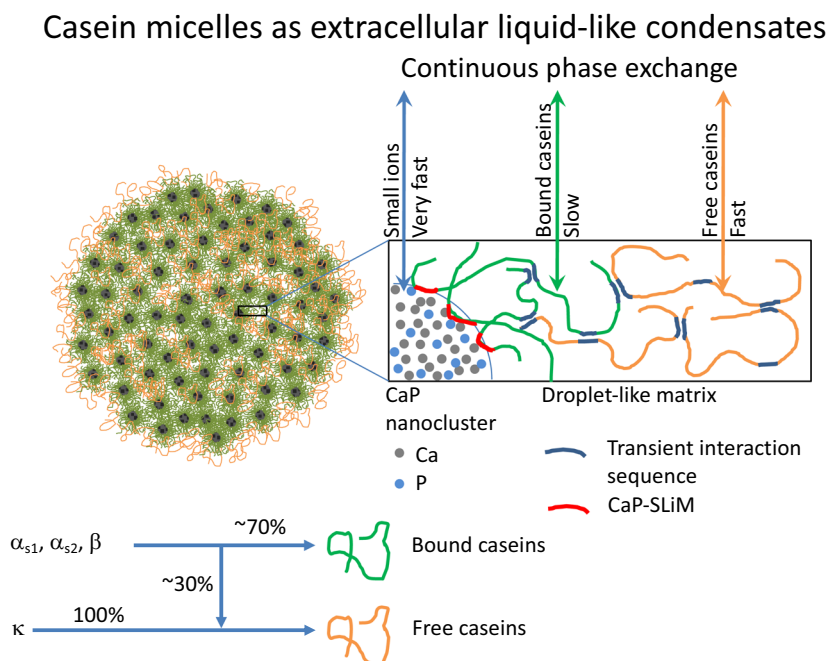 Casein micelles as extracellular liquid-like condensates
Continuous phase exchange
Small ions
Very fast
Bound caseins
Slow
Free caseins
Fast
CaP
nanocluster
Droplet-like matrix
Ca
P
Transient interaction
sequence
CaP-SLiM
αs1, αs2, β
~70%
Bound caseins
~30%
κ
100%
Free caseins